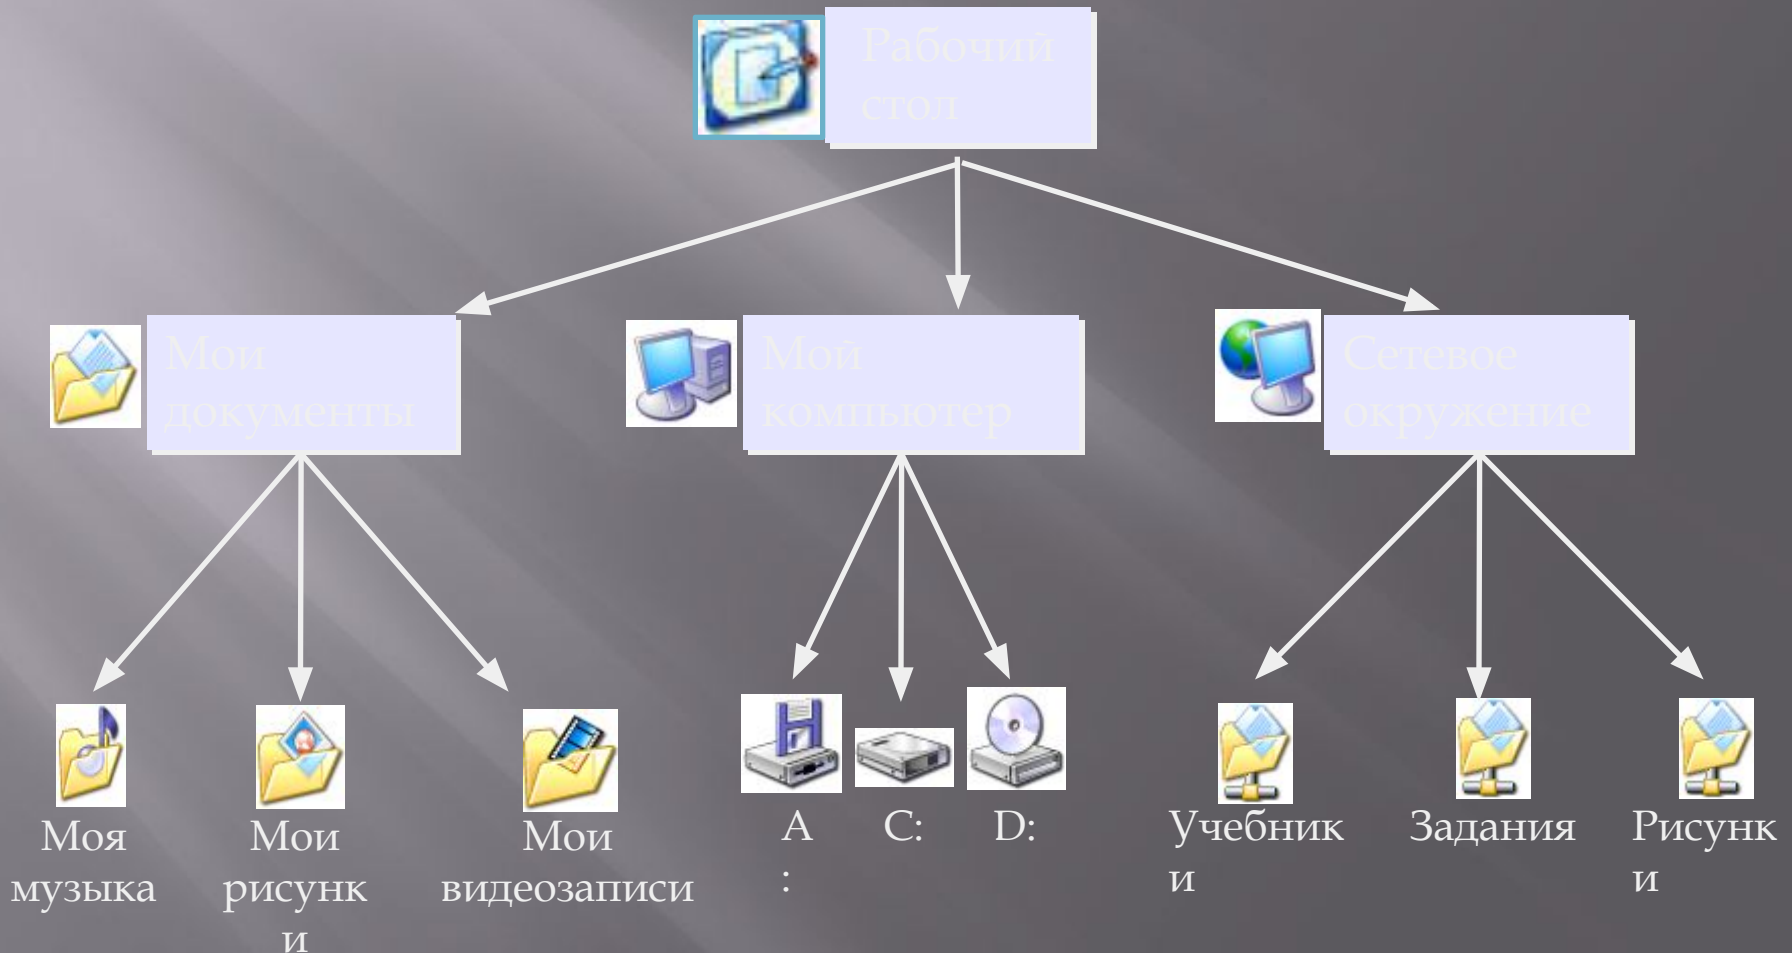 Рабочий
стол
Мои
документы
Мой
компьютер
Сетевое
окружение
Моя
музыка
Мои
рисунк
и
Мои
видеозаписи
A
:
C:
D:
Учебник
и
Задания
Рисунк
и